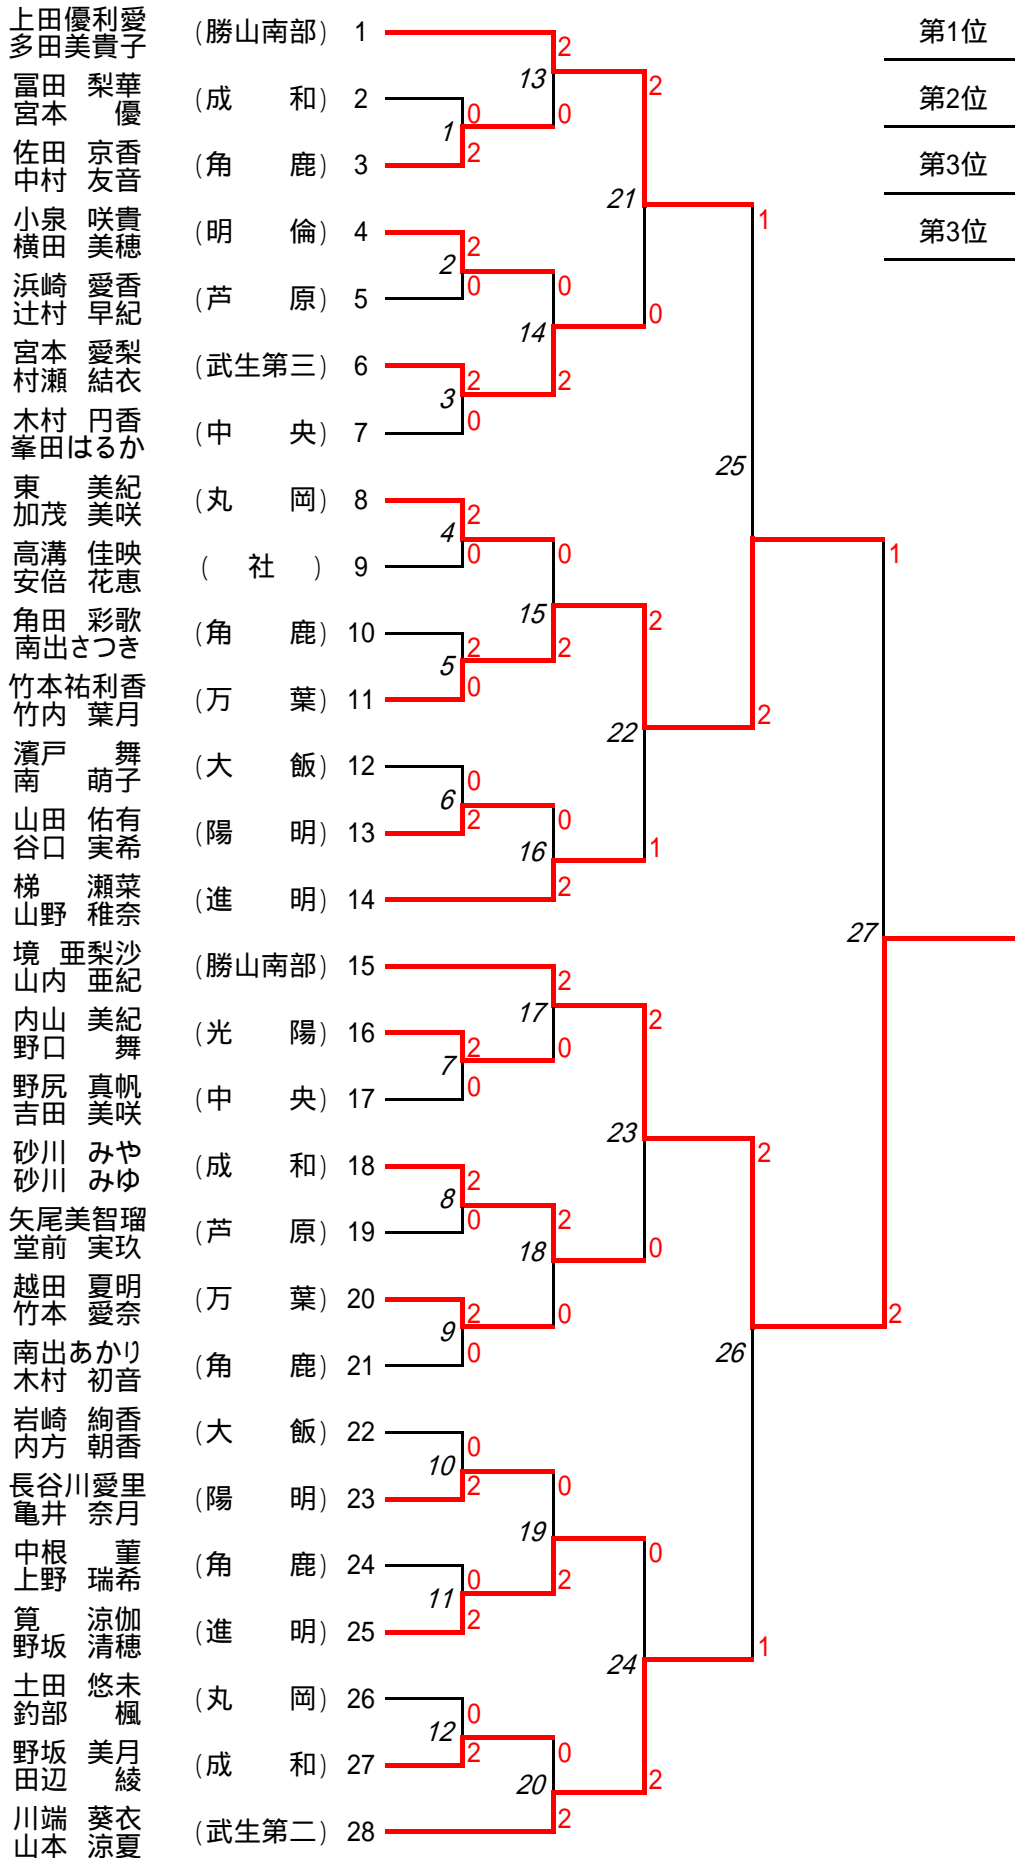 上田優利愛
多田美貴子
(勝山南部) 1
冨田 梨華
宮本 優
(成 和) 2
佐田 京香
中村 友音
(角 鹿) 3
小泉 咲貴
横田 美穂
(明 倫) 4
浜崎 愛香
辻村 早紀
(芦 原) 5
宮本 愛梨
村瀬 結衣
(武生第三) 6
木村 円香
峯田はるか
(中 央) 7
東 美紀
加茂 美咲
(丸 岡) 8
高溝 佳映
安倍 花恵
( 社 ) 9
角田 彩歌
南出さつき
(角 鹿) 10
竹本祐利香
竹内 葉月
(万 葉) 11
濱戸 舞
南 萌子
(大 飯) 12
山田 佑有
谷口 実希
(陽 明) 13
梯 瀬菜
山野 稚奈
(進 明) 14
境 亜梨沙
山内 亜紀
(勝山南部) 15
内山 美紀
野口 舞
(光 陽) 16
野尻 真帆
吉田 美咲
(中 央) 17
砂川 みや
砂川 みゆ
(成 和) 18
矢尾美智瑠
堂前 実玖
(芦 原) 19
越田 夏明
竹本 愛奈
(万 葉) 20
南出あかり
木村 初音
(角 鹿) 21
岩崎 絢香
内方 朝香
(大 飯) 22
長谷川愛里
亀井 奈月
(陽 明) 23
中根 菫
上野 瑞希
(角 鹿) 24
筧 涼伽
野坂 清穂
(進 明) 25
土田 悠未
釣部 楓
(丸 岡) 26
野坂 美月
田辺 綾
(成 和) 27
川端 葵衣
山本 涼夏
(武生第二) 28
1
0
2
2
2
0
3
2
0
4
2
0
5
2
0
6
0
2
7
2
0
8
2
0
9
2
0
10
0
2
11
0
2
12
0
2
13
2
0
14
0
2
15
0
2
16
0
2
17
2
0
18
2
0
19
0
2
20
0
2
21
2
0
22
2
1
23
2
0
24
0
2
25
1
2
26
2
1
27
1
2
第1位
第2位
第3位
第3位